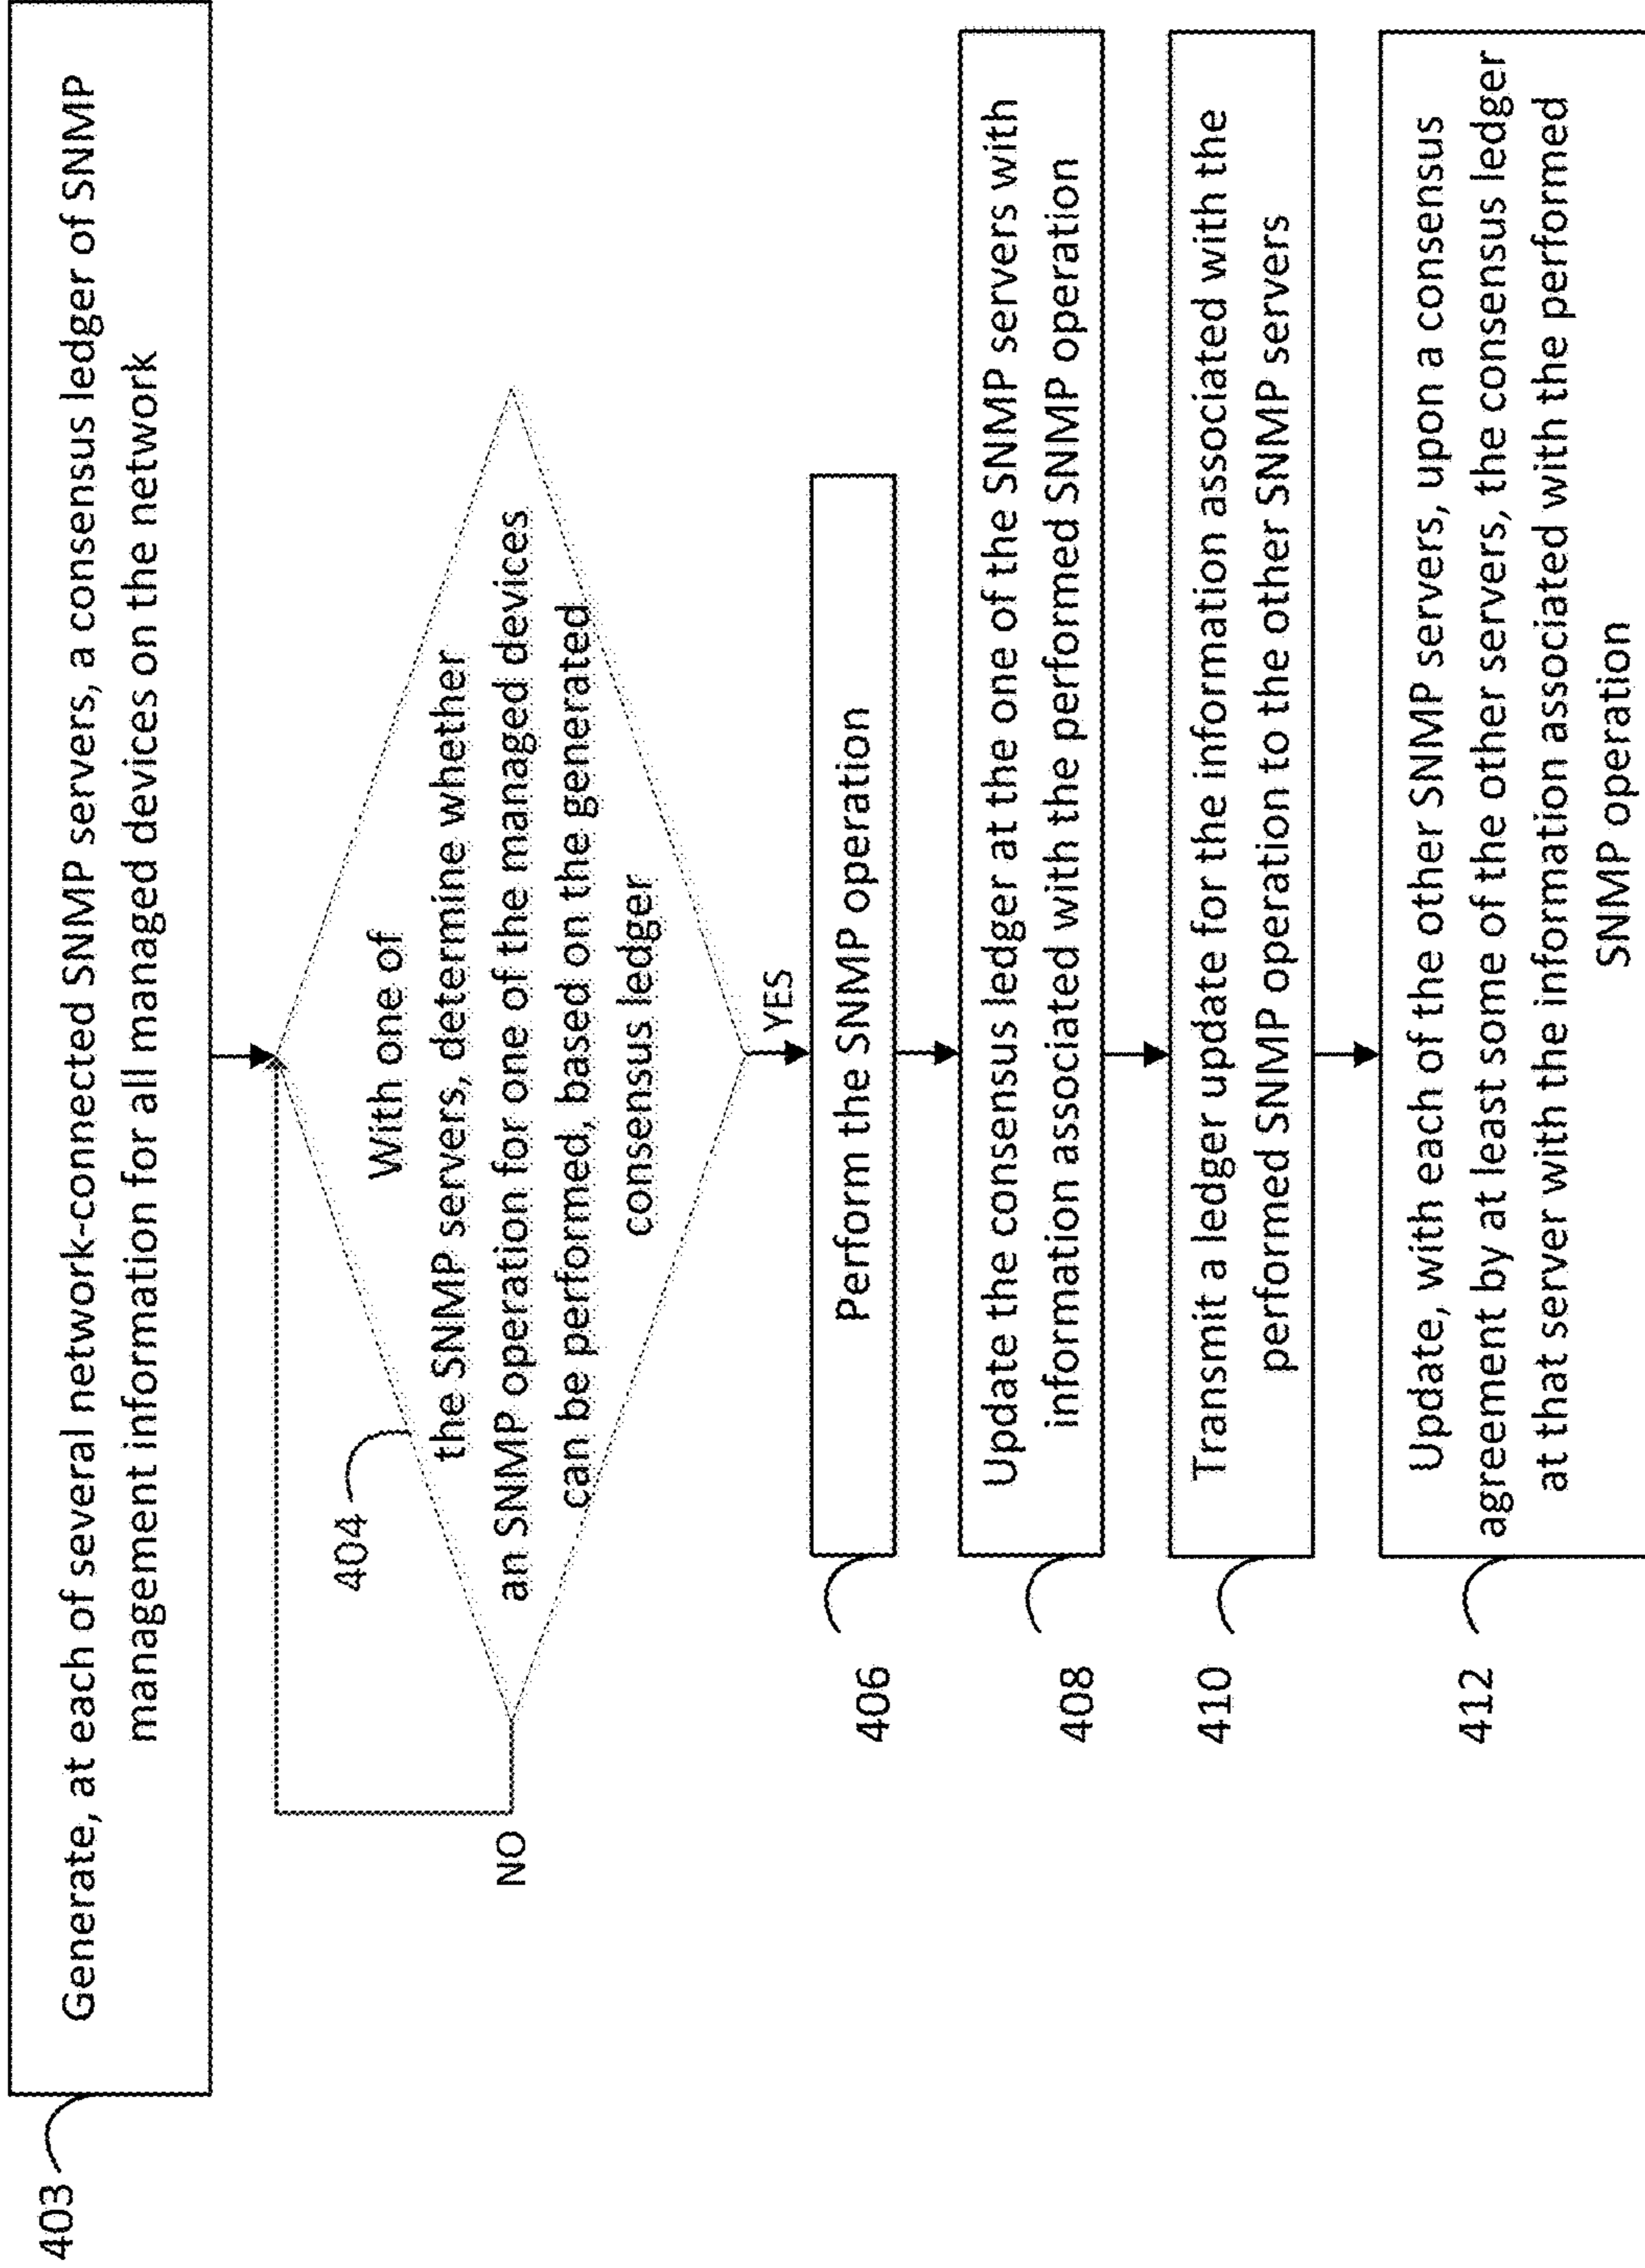 403
Generate, at each of several network-connected SNMP servers, a consensus ledger of SNMP
management information for all managed devices on the network
404
With one of
the SNMP servers, determine whether
an SNMP operation for one of the managed devices
can be performed, based on the generated
consensus ledger
NO
YES
406
Perform the SNMP operation
408
Update the consensus ledger at the one of the SNMP servers with
information associated with the performed SNMP operation
410
Transmit a ledger update for the information associated with the
performed SNMP operation to the other SNMP servers
412
Update, with each of the other SNMP servers, upon a consensus
agreement by at least some of the other servers, the consensus ledger
at that server with the information associated with the performed
SNMP operation